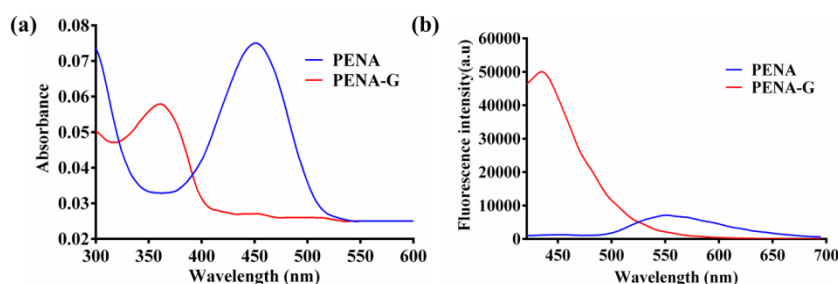 (a)
0.08
0.07
0.06
0.05
0.04
0.03
0.02
Absorbance
300
350
400
450
500
550
600
Wavelength (nm)
PENA
PENA-G
(b)
60000
50000
40000
30000
20000
10000
0
Fluorescence intensity(a.u)
450
500
550
600
650
700
Wavelength (nm)
PENA
PENA-G